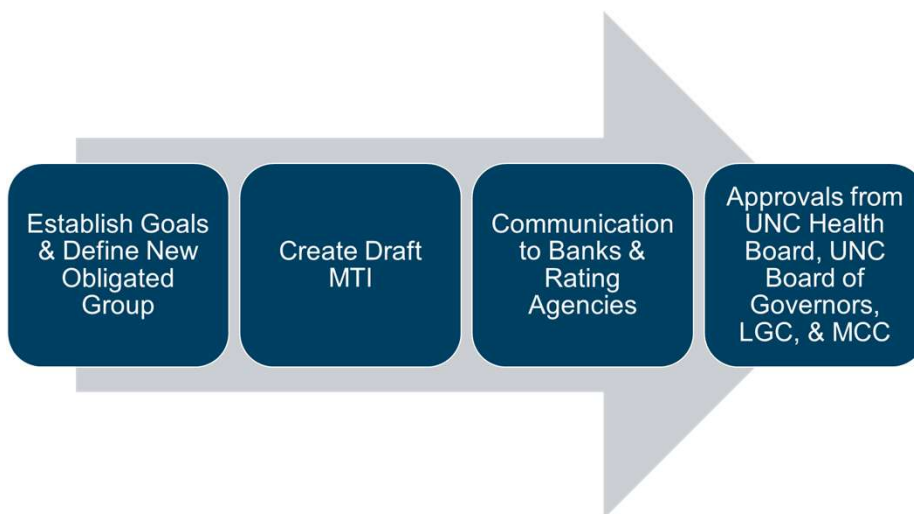 Establish Goals
& Define New
Obligated
Group
Create Draft
MTI
Communication
to Banks &
Rating
Agencies
Approvals from
UNC Health
Board, UNC
Board of
Governors,
LGC, & MCC